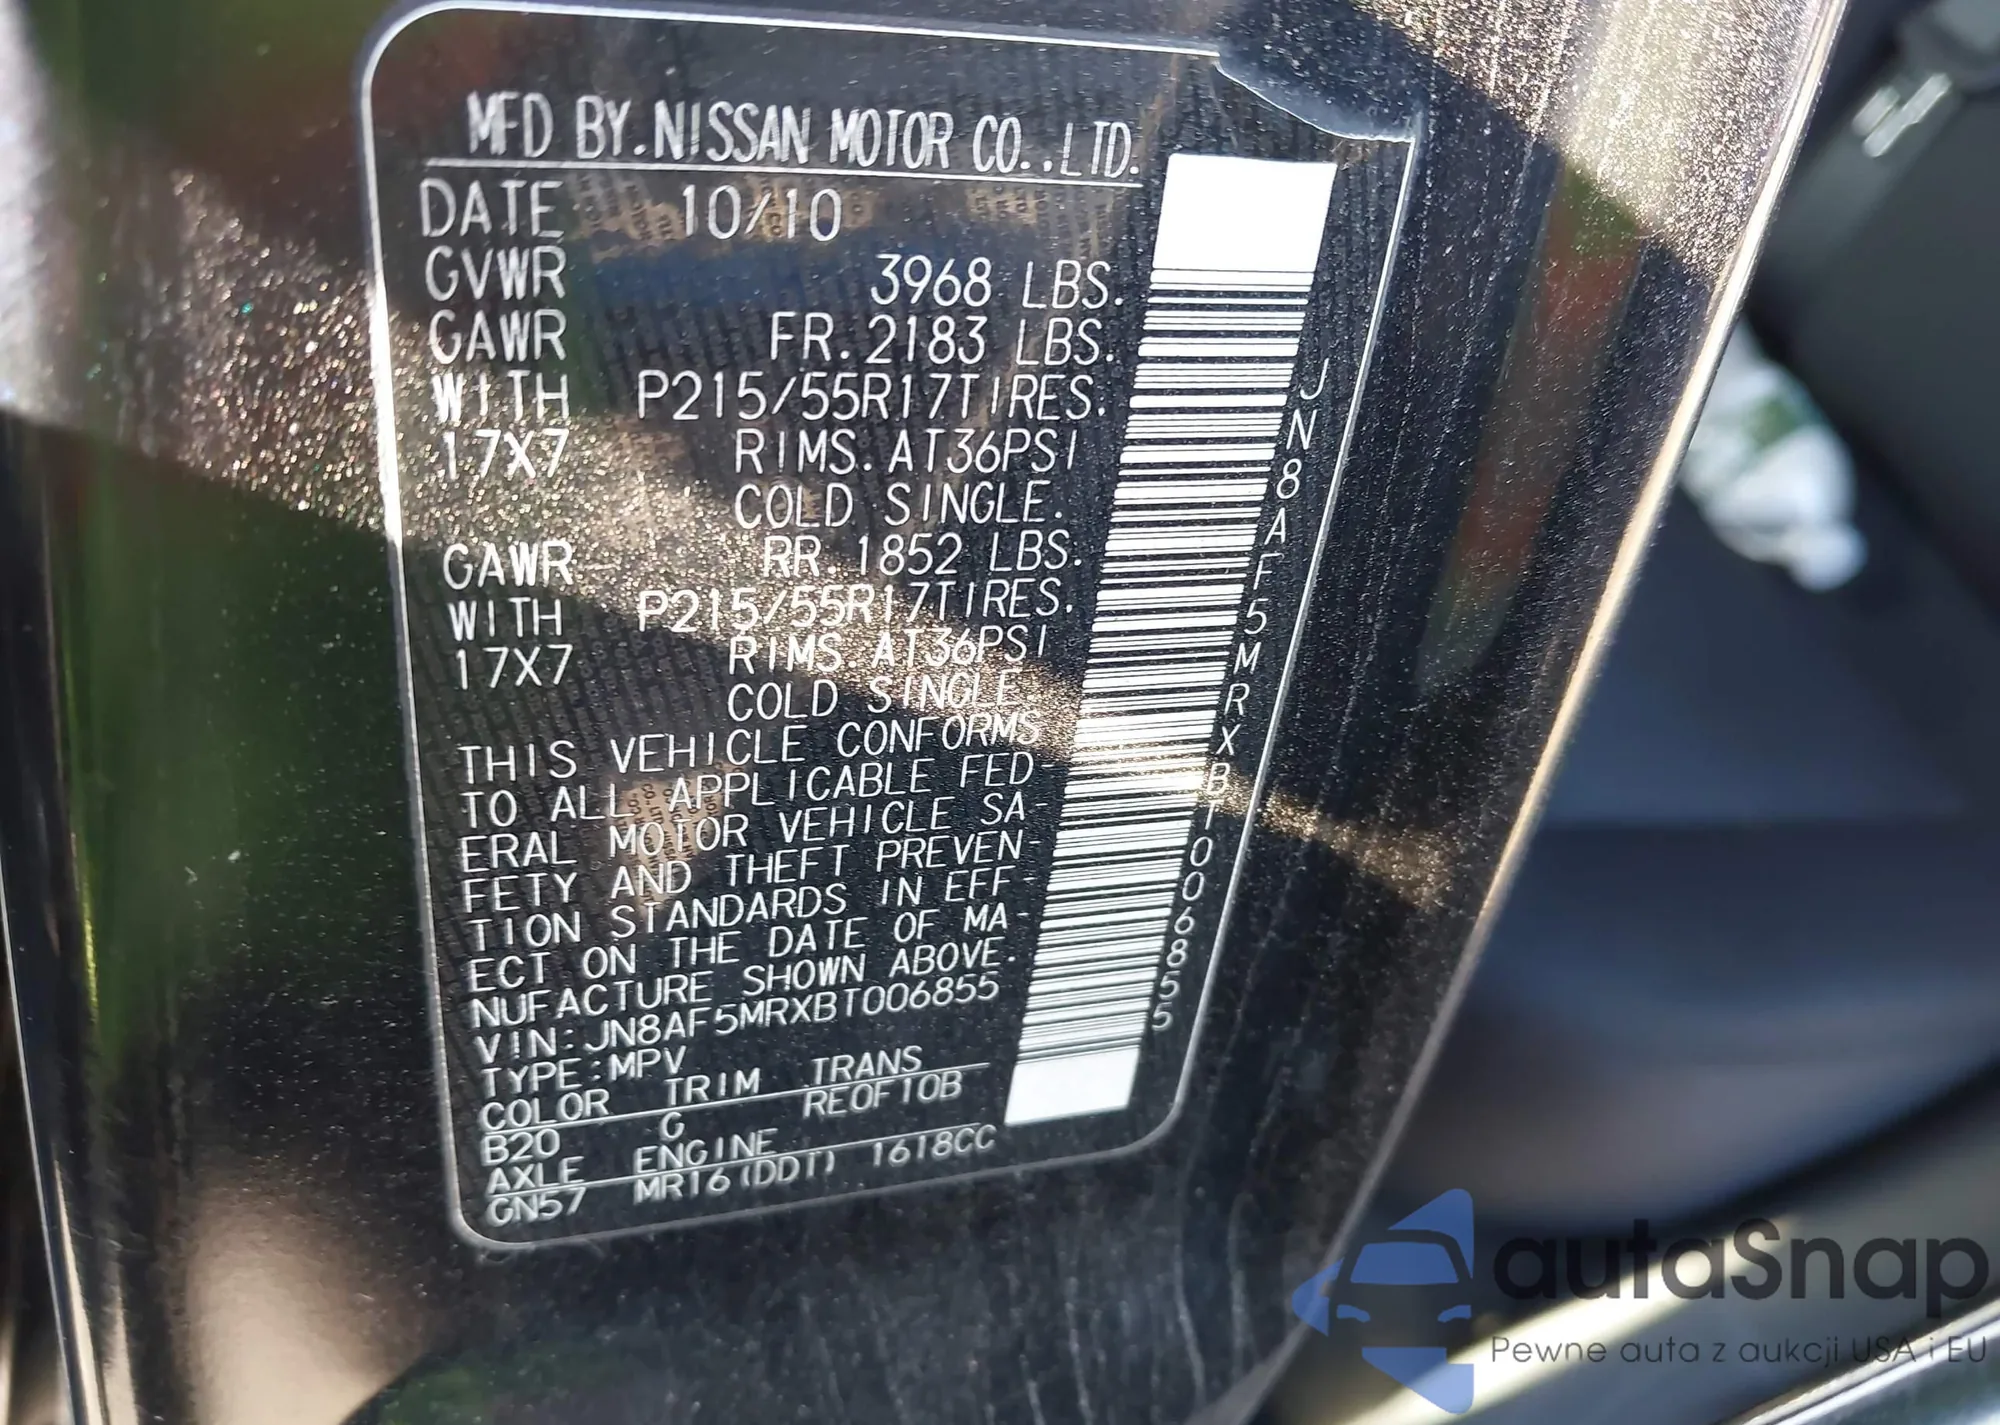 MFD BY.NISSAN MOTOR CO.,LTD.
DATE 10/10
GVWR 3968 LBS.
GAWR FR.2183 LBS.
WITH P215/55R17TIRES.
17X7 RIMS.AT36PSI
COLD SINGLE.
GAWR RR.1852 LBS.
WITH P215/55R17TIRES.
17X7 RIMS.AT36PSI
COLD SINGLE.
THIS VEHICLE CONFORMS
TO ALL APPLICABLE FED
ERAL MOTOR VEHICLE SA-
FETY AND THEFT PREVEN-
TION STANDARDS IN EFF-
ECT ON THE DATE OF MA-
NUFACTURE SHOWN ABOVE.
VIN:JN8AF5MRXBT006855
TYPE:MPV
COLOR TRIM TRANS
B20 G RE0F10B
AXLE ENGINE
GN57 MR16(DDT) 1618CC
JN8AF5MRXBT006855
autaSnap
Pewne auta z aukcji USA i EU